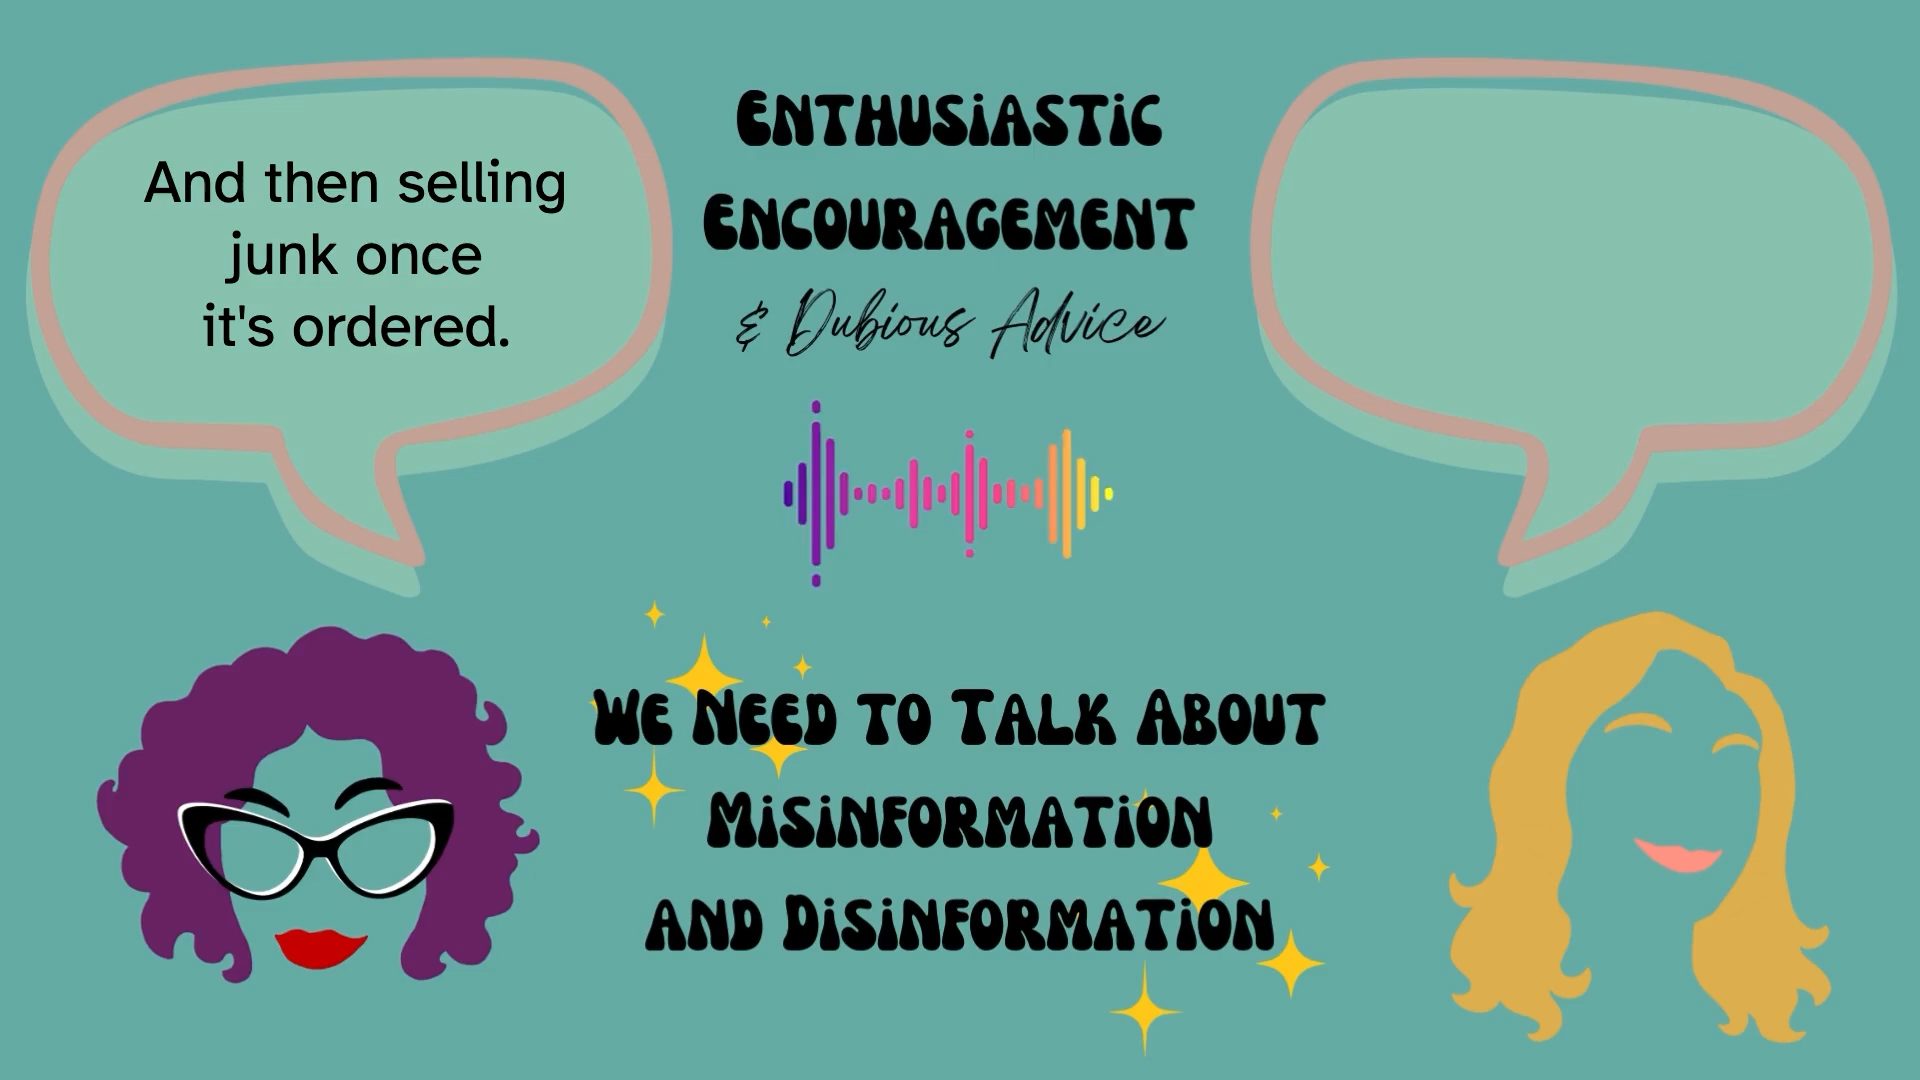 And then selling
junk once
it's ordered.
Enthusiastic
Encouragement
& Dubious Advice
We Need to Talk About
Misinformation
and Disinformation